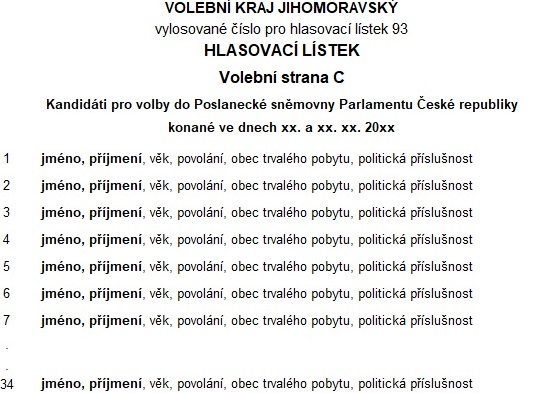 VOLEBNÍ KRAJ JIHOMORAVSKÝ
vylosované číslo pro hlasovací lístek 93
HLASOVACÍ LÍSTEK
Volební strana C
Kandidáti pro volby do Poslanecké sněmovny Parlamentu České republiky
konané ve dnech xx. a xx. xx. 20xx
1 jméno, příjmení, věk, povolání, obec trvalého pobytu, politická příslušnost
2 jméno, příjmení, věk, povolání, obec trvalého pobytu, politická příslušnost
3 jméno, příjmení, věk, povolání, obec trvalého pobytu, politická příslušnost
4 jméno, příjmení, věk, povolání, obec trvalého pobytu, politická příslušnost
5 jméno, příjmení, věk, povolání, obec trvalého pobytu, politická příslušnost
6 jméno, příjmení, věk, povolání, obec trvalého pobytu, politická příslušnost
7 jméno, příjmení, věk, povolání, obec trvalého pobytu, politická příslušnost
.
.
34 jméno, příjmení, věk, povolání, obec trvalého pobytu, politická příslušnost